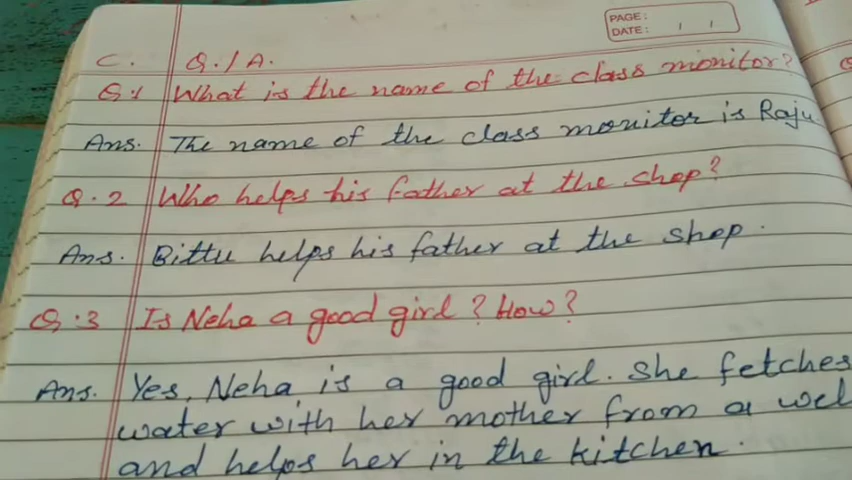 PAGE:
DATE: / /
C. Q./A.
Q.1 What is the name of the class monitor?
Ans. The name of the class monitor is Raju
Q.2 Who helps his father at the shop?
Ans. Bittu helps his father at the shop.
Q.3 Is Neha a good girl? How?
Ans. Yes, Neha is a good girl. She fetches
water with her mother from a wel
and helps her in the kitchen.